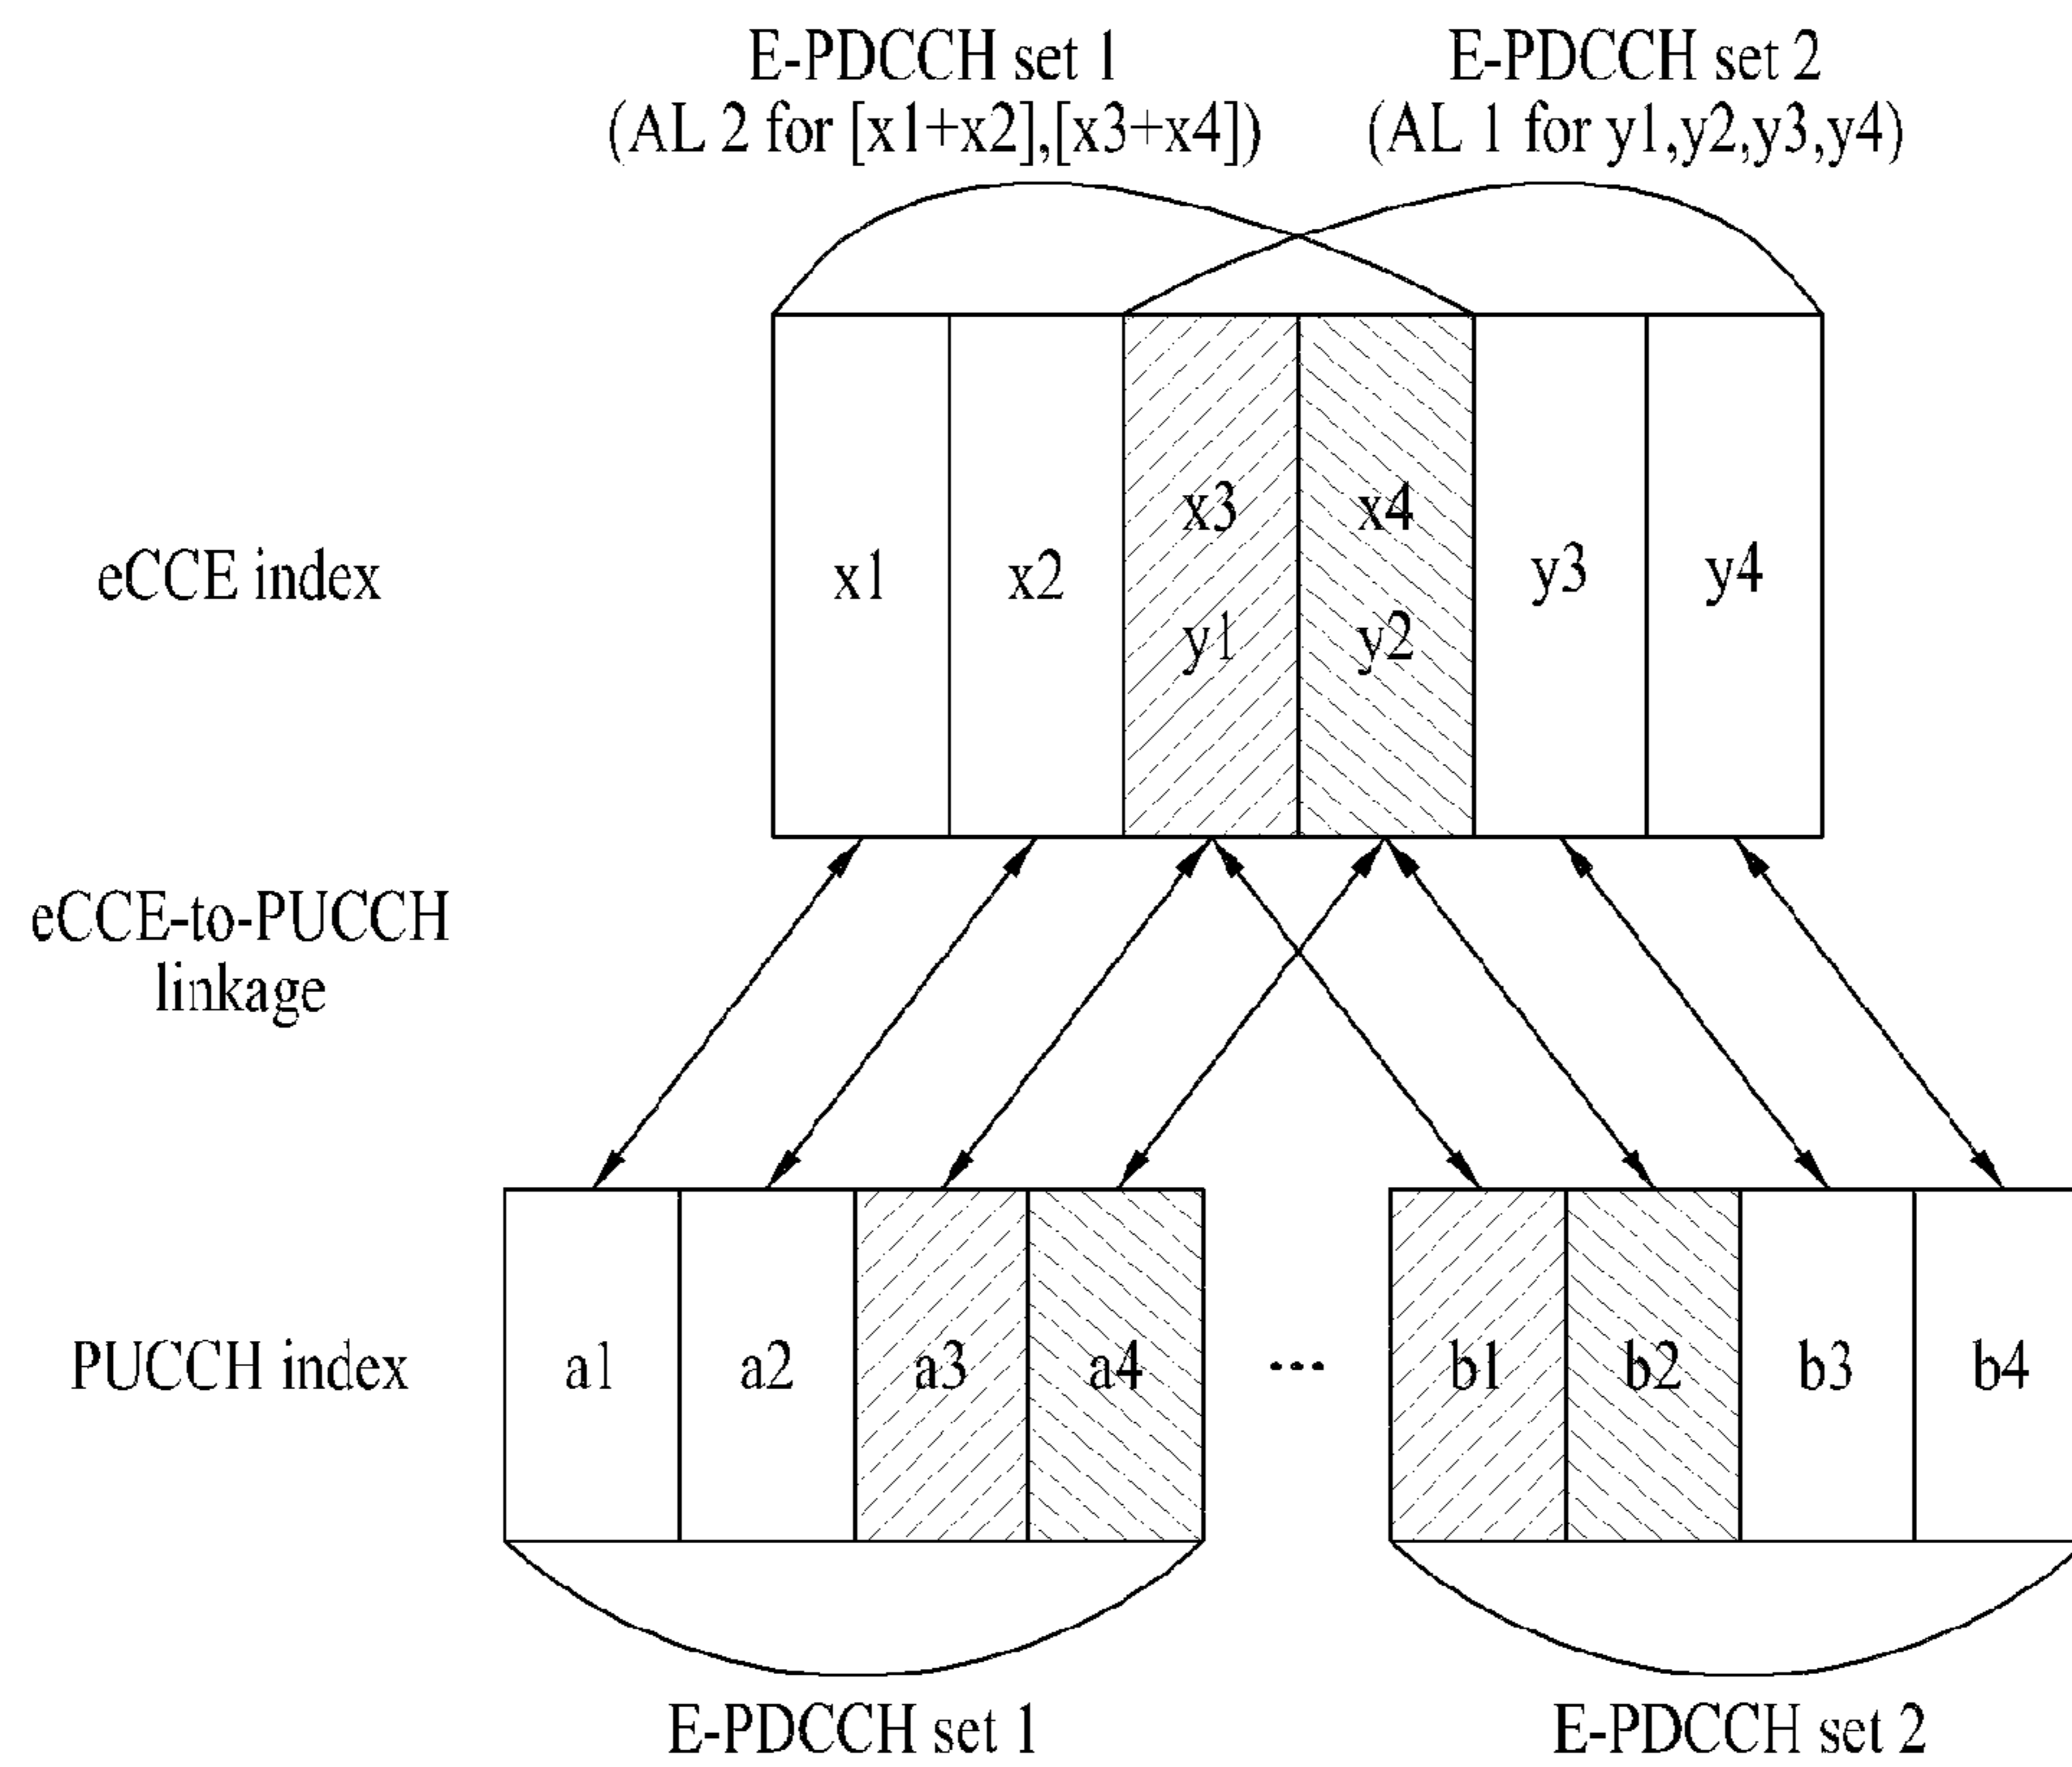 E-PDCCH set 1 E-PDCCH set 2
(AL 2 for [x1+x2],[x3+x4]) (AL 1 for y1,y2,y3,y4)
x3 x4
eCCE index x1 x2 y3 y4
y1 y2
eCCE-to-PUCCH
linkage
PUCCH index a1 a2 a3 a4 ... b1 b2 b3 b4
E-PDCCH set 1 E-PDCCH set 2